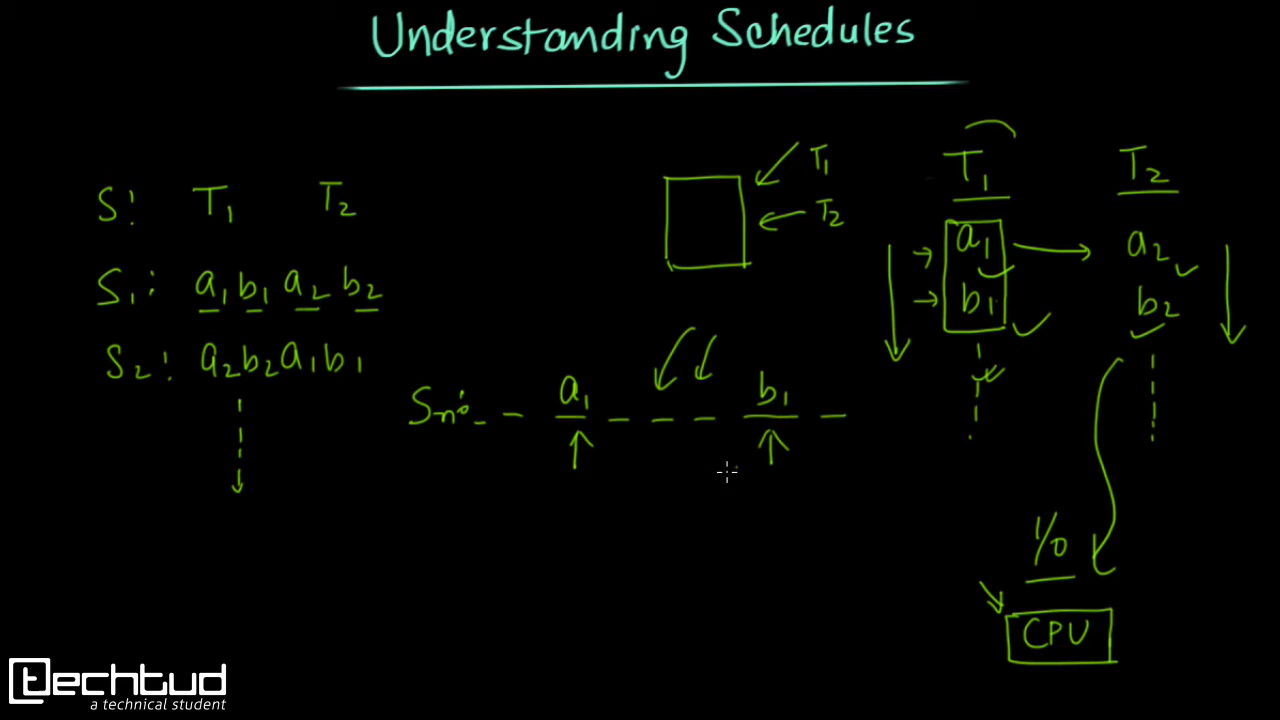 Understanding Schedules
S: T1 T2
S1: a1 b1 a2 b2
S2: a2 b2 a1 b1
Sn: a1 b1
T1
T2
T1 T2
a1 a2
b1 b2
I/O
CPU
techtud
a technical student